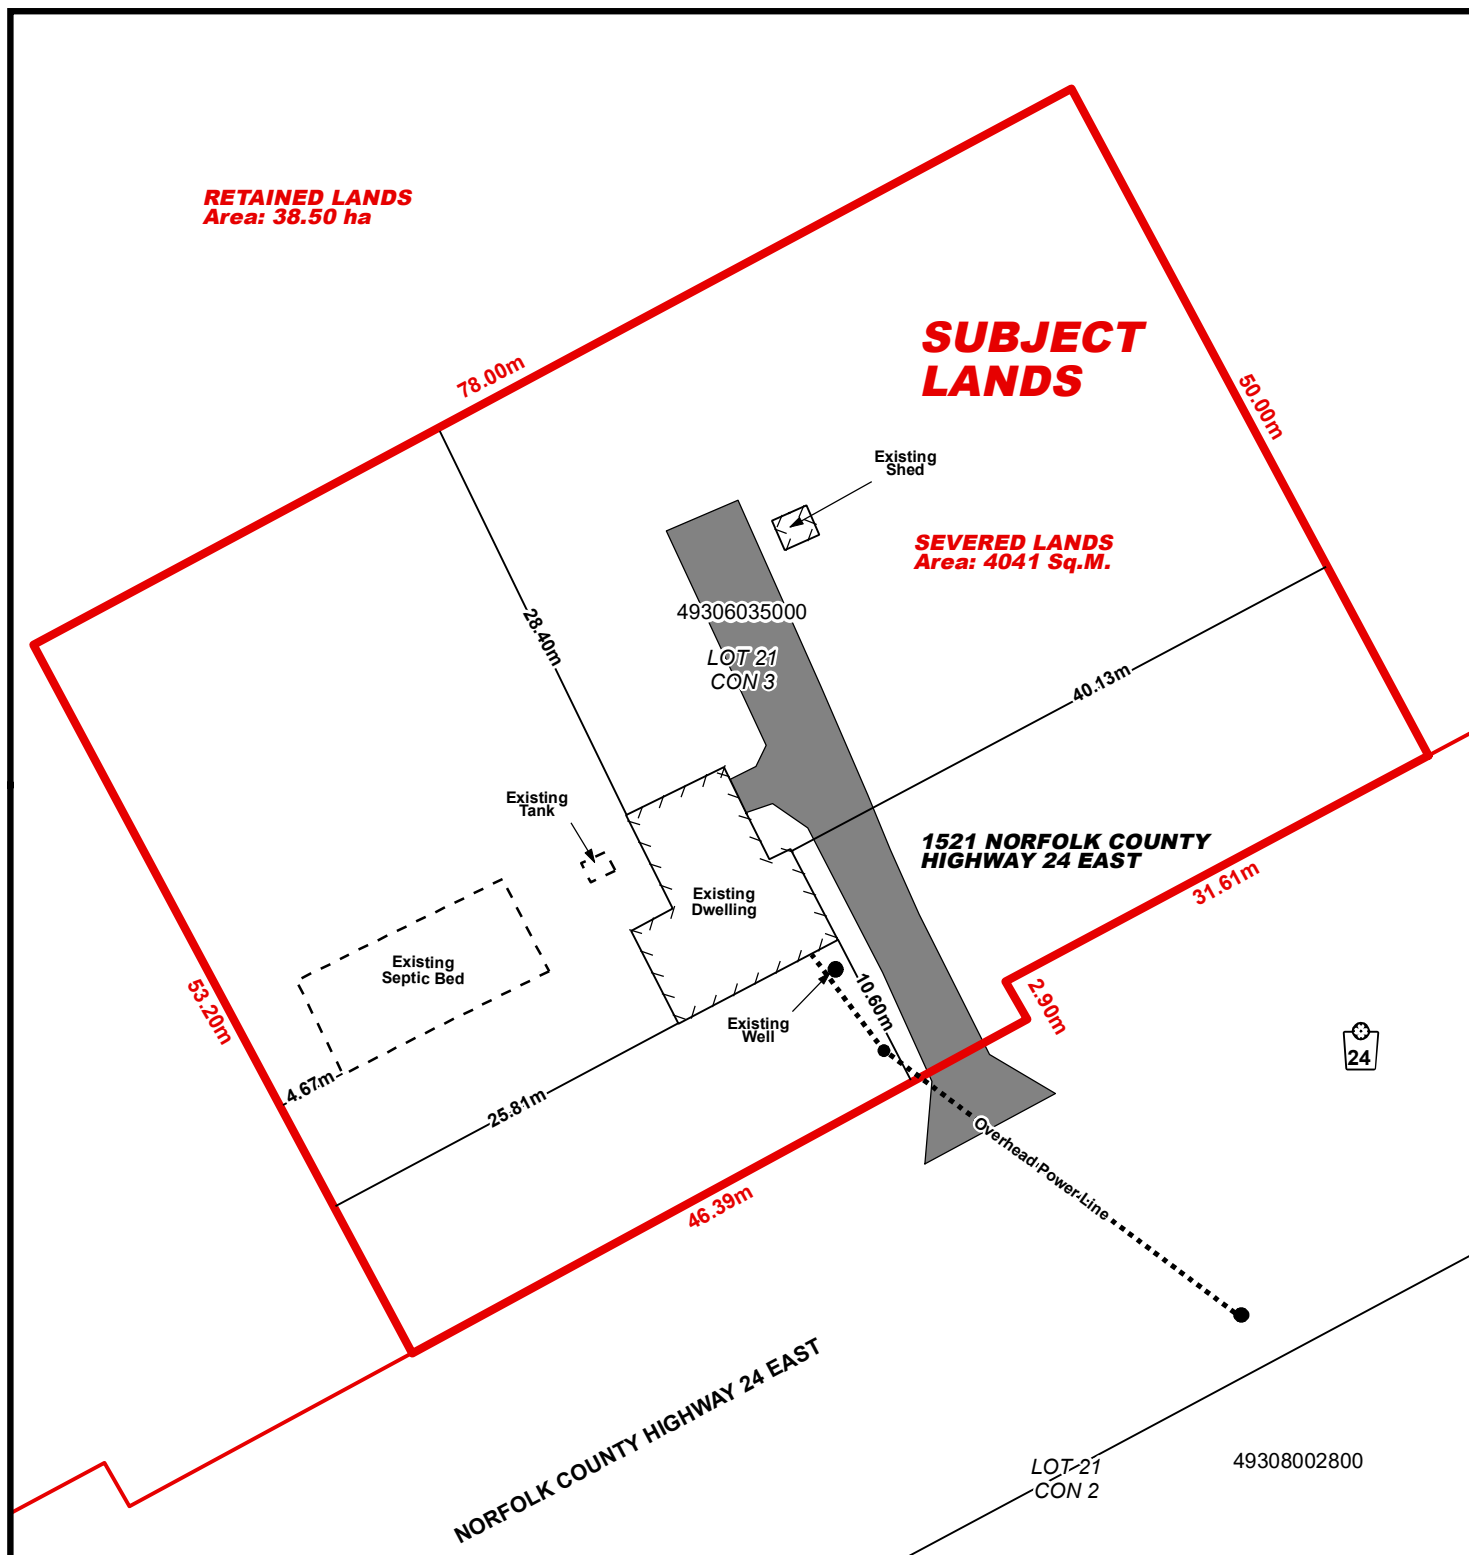 RETAINED LANDS
Area: 38.50 ha
78.00m
SUBJECT
LANDS
50.00m
Existing
Shed
SEVERED LANDS
Area: 4041 Sq.M.
49306035000
LOT 21
CON 3
28.40m
40.13m
Existing
Tank
1521 NORFOLK COUNTY
HIGHWAY 24 EAST
31.61m
Existing
Dwelling
Existing
Septic Bed
53.20m
10.60m
2.90m
Existing
Well
24
4.67m
25.81m
Overhead Power Line
46.39m
NORFOLK COUNTY HIGHWAY 24 EAST
LOT 21
CON 2
49308002800